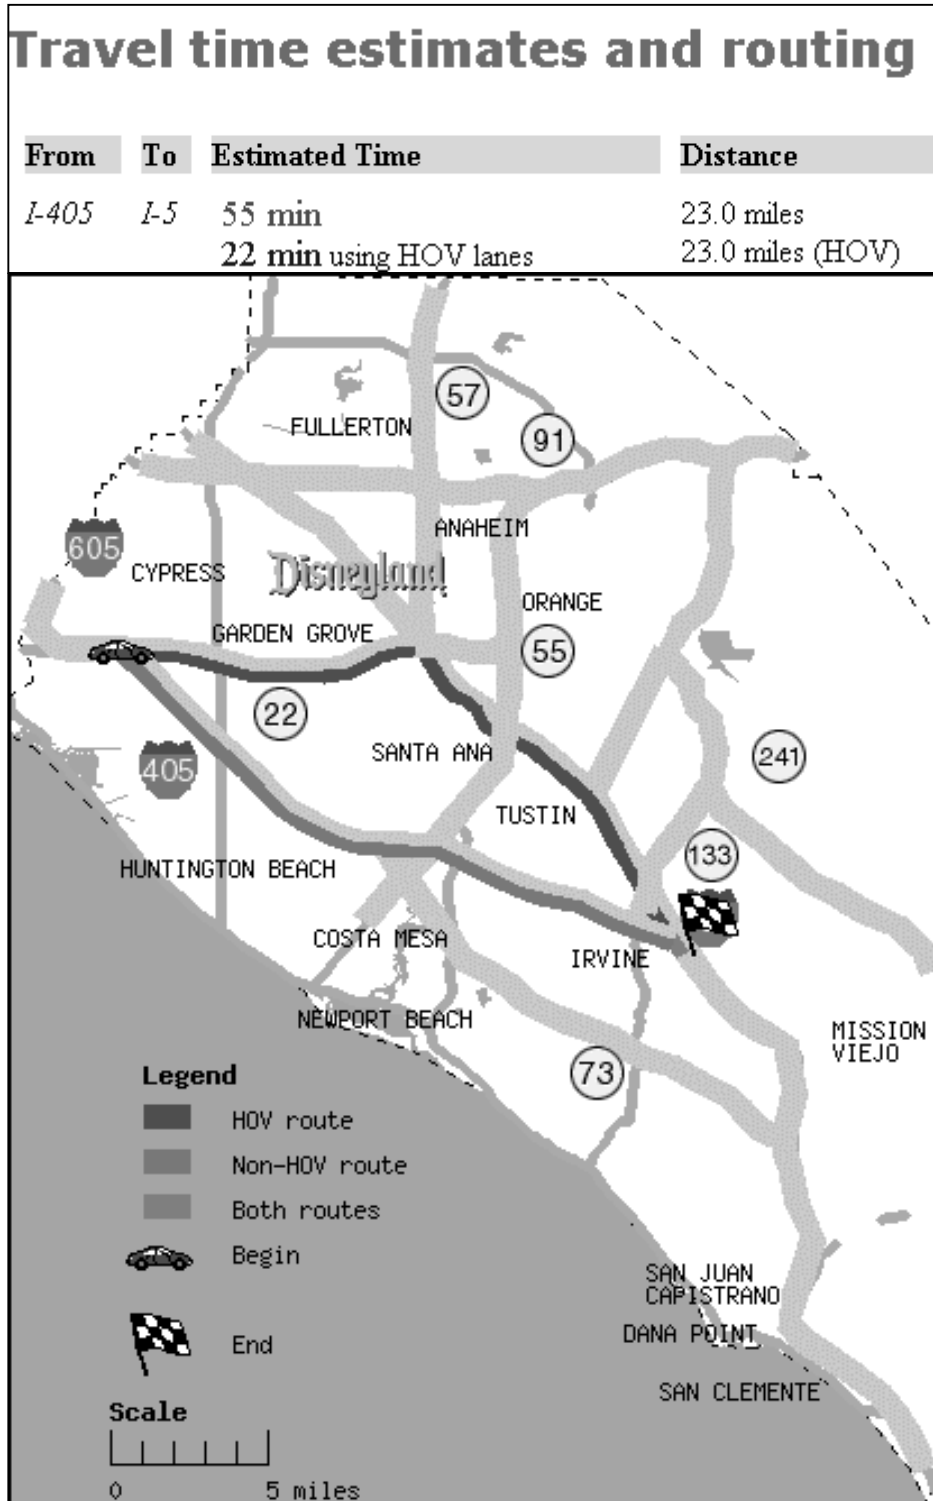 Travel time estimates and routing
From To Estimated Time Distance
I-405 I-5 55 min 23.0 miles
22 min using HOV lanes 23.0 miles (HOV)
57
FULLERTON
91
ANAHEIM
605
CYPRESS
Disneyland
ORANGE
GARDEN GROVE
55
22
SANTA ANA
405
241
TUSTIN
133
HUNTINGTON BEACH
COSTA MESA
IRVINE
NEWPORT BEACH
MISSION
VIEJO
73
Legend
HOV route
Non-HOV route
Both routes
Begin
SAN JUAN
CAPISTRANO
DANA POINT
End
SAN CLEMENTE
Scale
0 5 miles